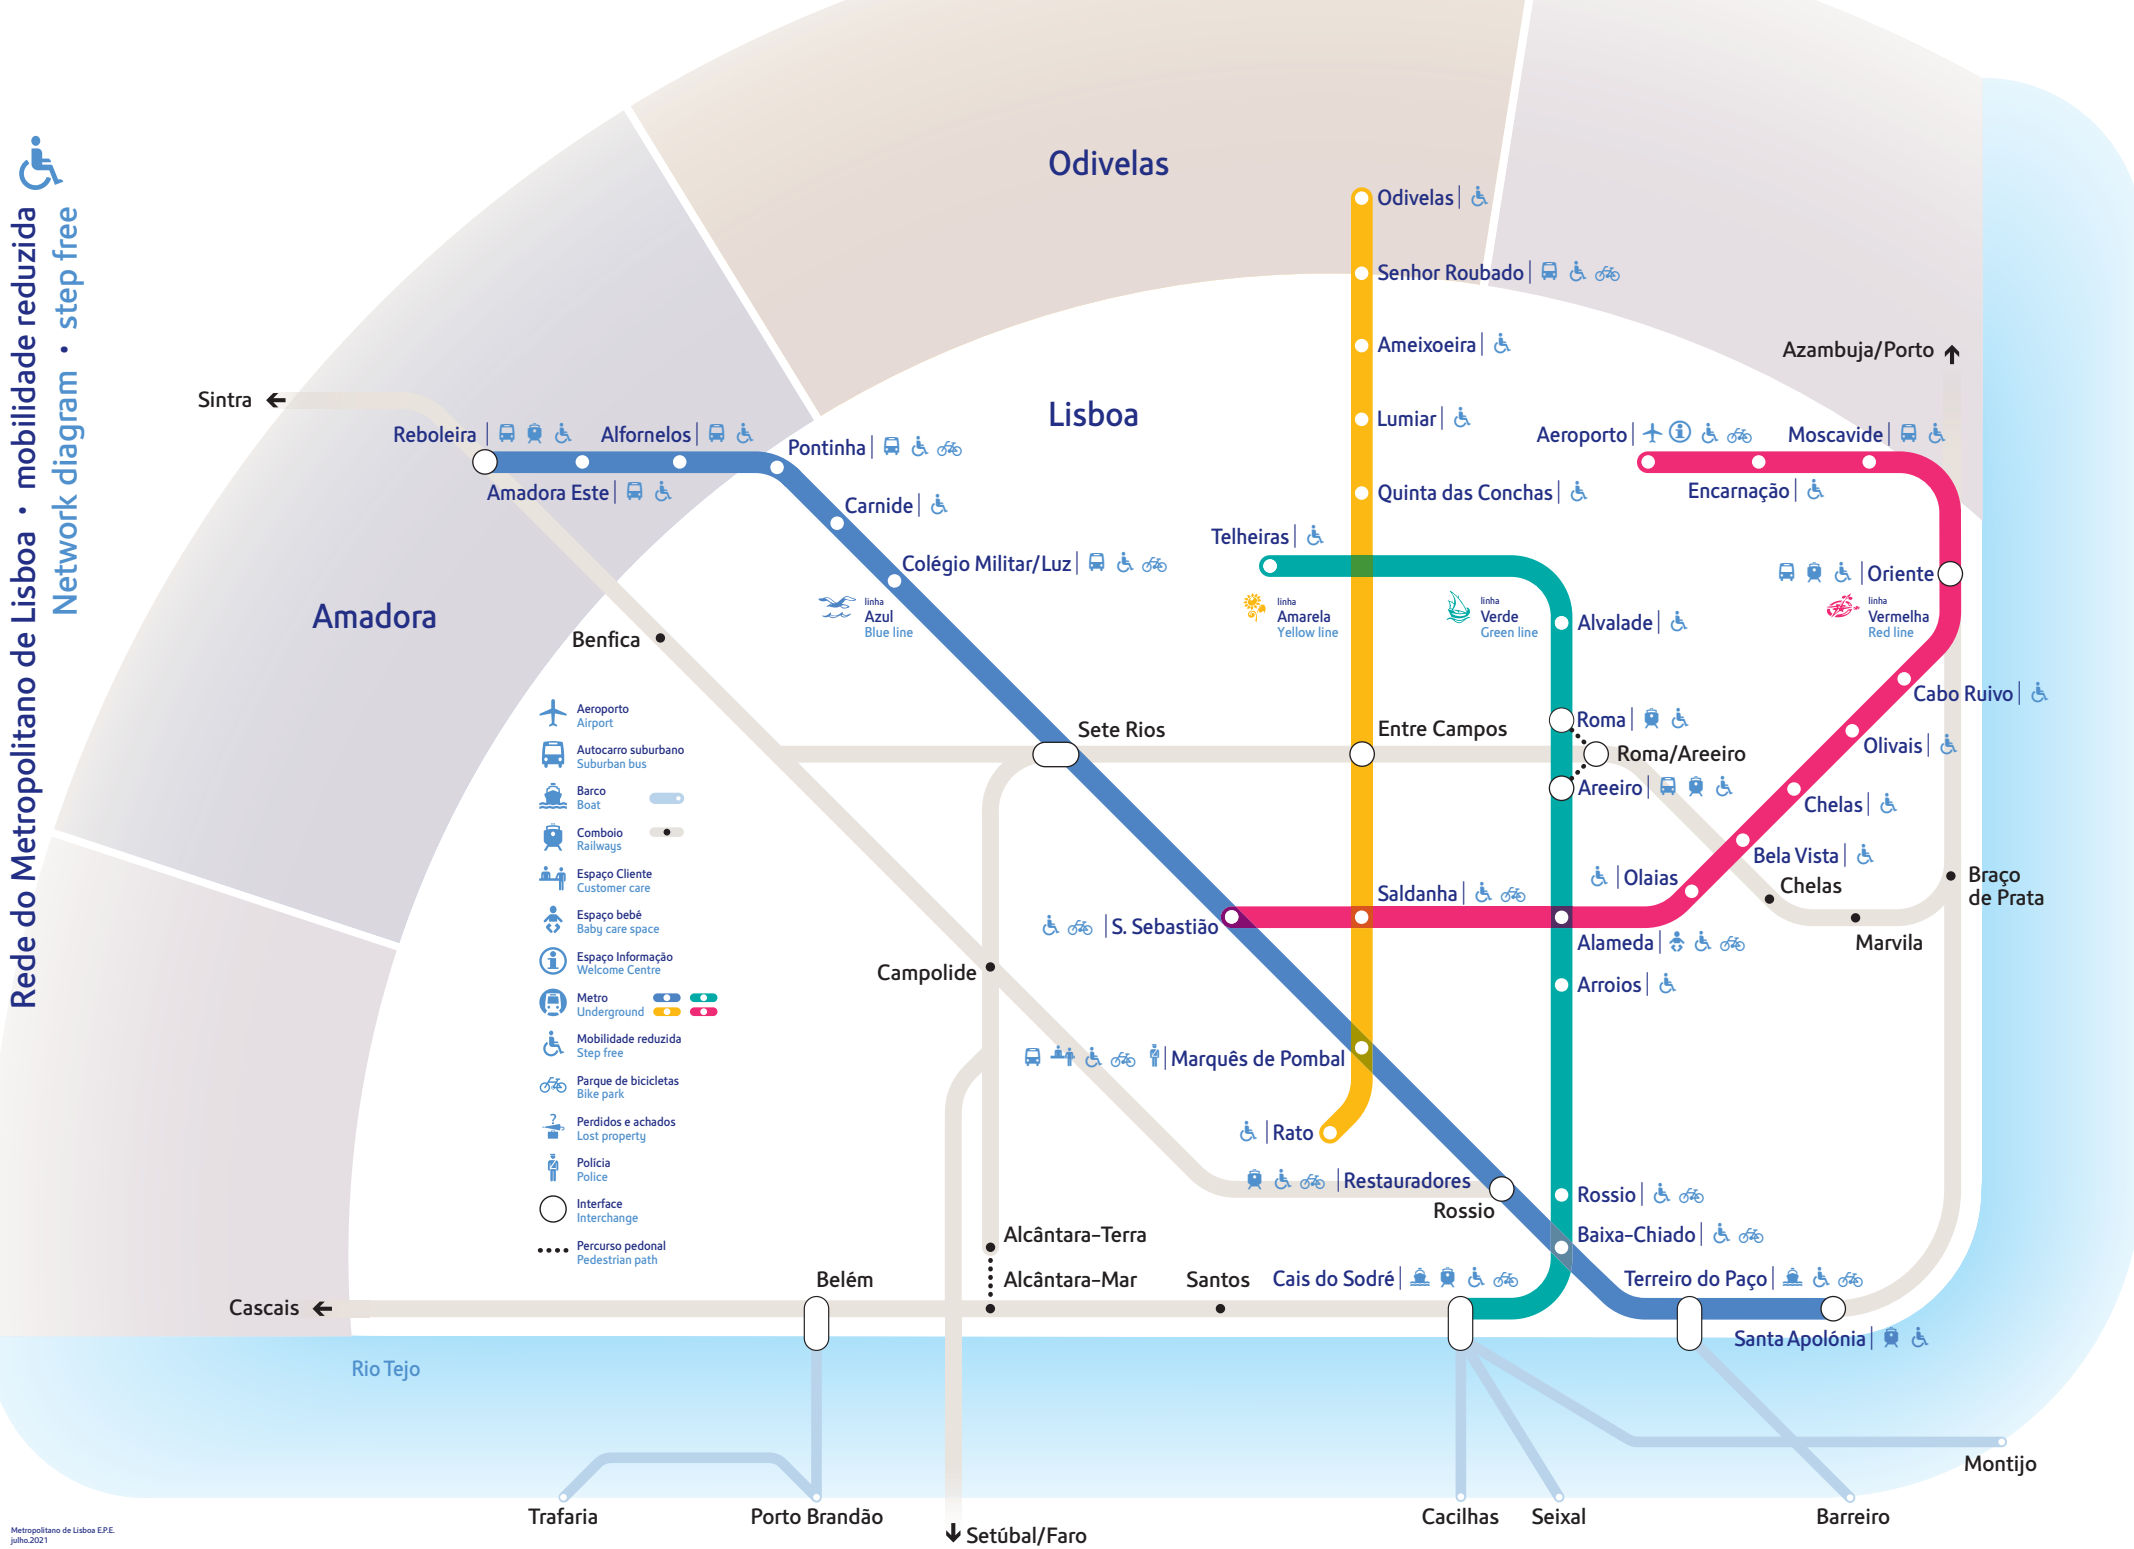 Rede do Metropolitano de Lisboa • mobilidade reduzida
Network diagram • step free
Odivelas
Lisboa
Amadora
Odivelas
Senhor Roubado
Ameixoeira
Lumiar
Quinta das Conchas
Azambuja/Porto
Sintra
Reboleira
Alfornelos
Pontinha
Amadora Este
Carnide
Colégio Militar/Luz
Aeroporto
Moscavide
Encarnação
Telheiras
Oriente
linha
Azul
Blue line
linha
Amarela
Yellow line
linha
Verde
Green line
linha
Vermelha
Red line
Alvalade
Benfica
Cabo Ruivo
Sete Rios
Entre Campos
Roma
Roma/Areeiro
Areeiro
Olivais
Chelas
Bela Vista
Olaias
Chelas
Braço
de Prata
Marvila
Saldanha
S. Sebastião
Alameda
Arroios
Campolide
Marquês de Pombal
Rato
Restauradores
Rossio
Rossio
Baixa-Chiado
Alcântara-Terra
Alcântara-Mar
Santos
Cais do Sodré
Terreiro do Paço
Santa Apolónia
Belém
Cascais
Rio Tejo
Aeroporto
Airport
Autocarro suburbano
Suburban bus
Barco
Boat
Comboio
Railways
Espaço Cliente
Customer care
Espaço bebé
Baby care space
Espaço Informação
Welcome Centre
Metro
Underground
Mobilidade reduzida
Step free
Parque de bicicletas
Bike park
Perdidos e achados
Lost property
Polícia
Police
Interface
Interchange
Percurso pedonal
Pedestrian path
Trafaria
Porto Brandão
Setúbal/Faro
Cacilhas
Seixal
Barreiro
Montijo
Metropolitano de Lisboa E.P.E.
julho.2021